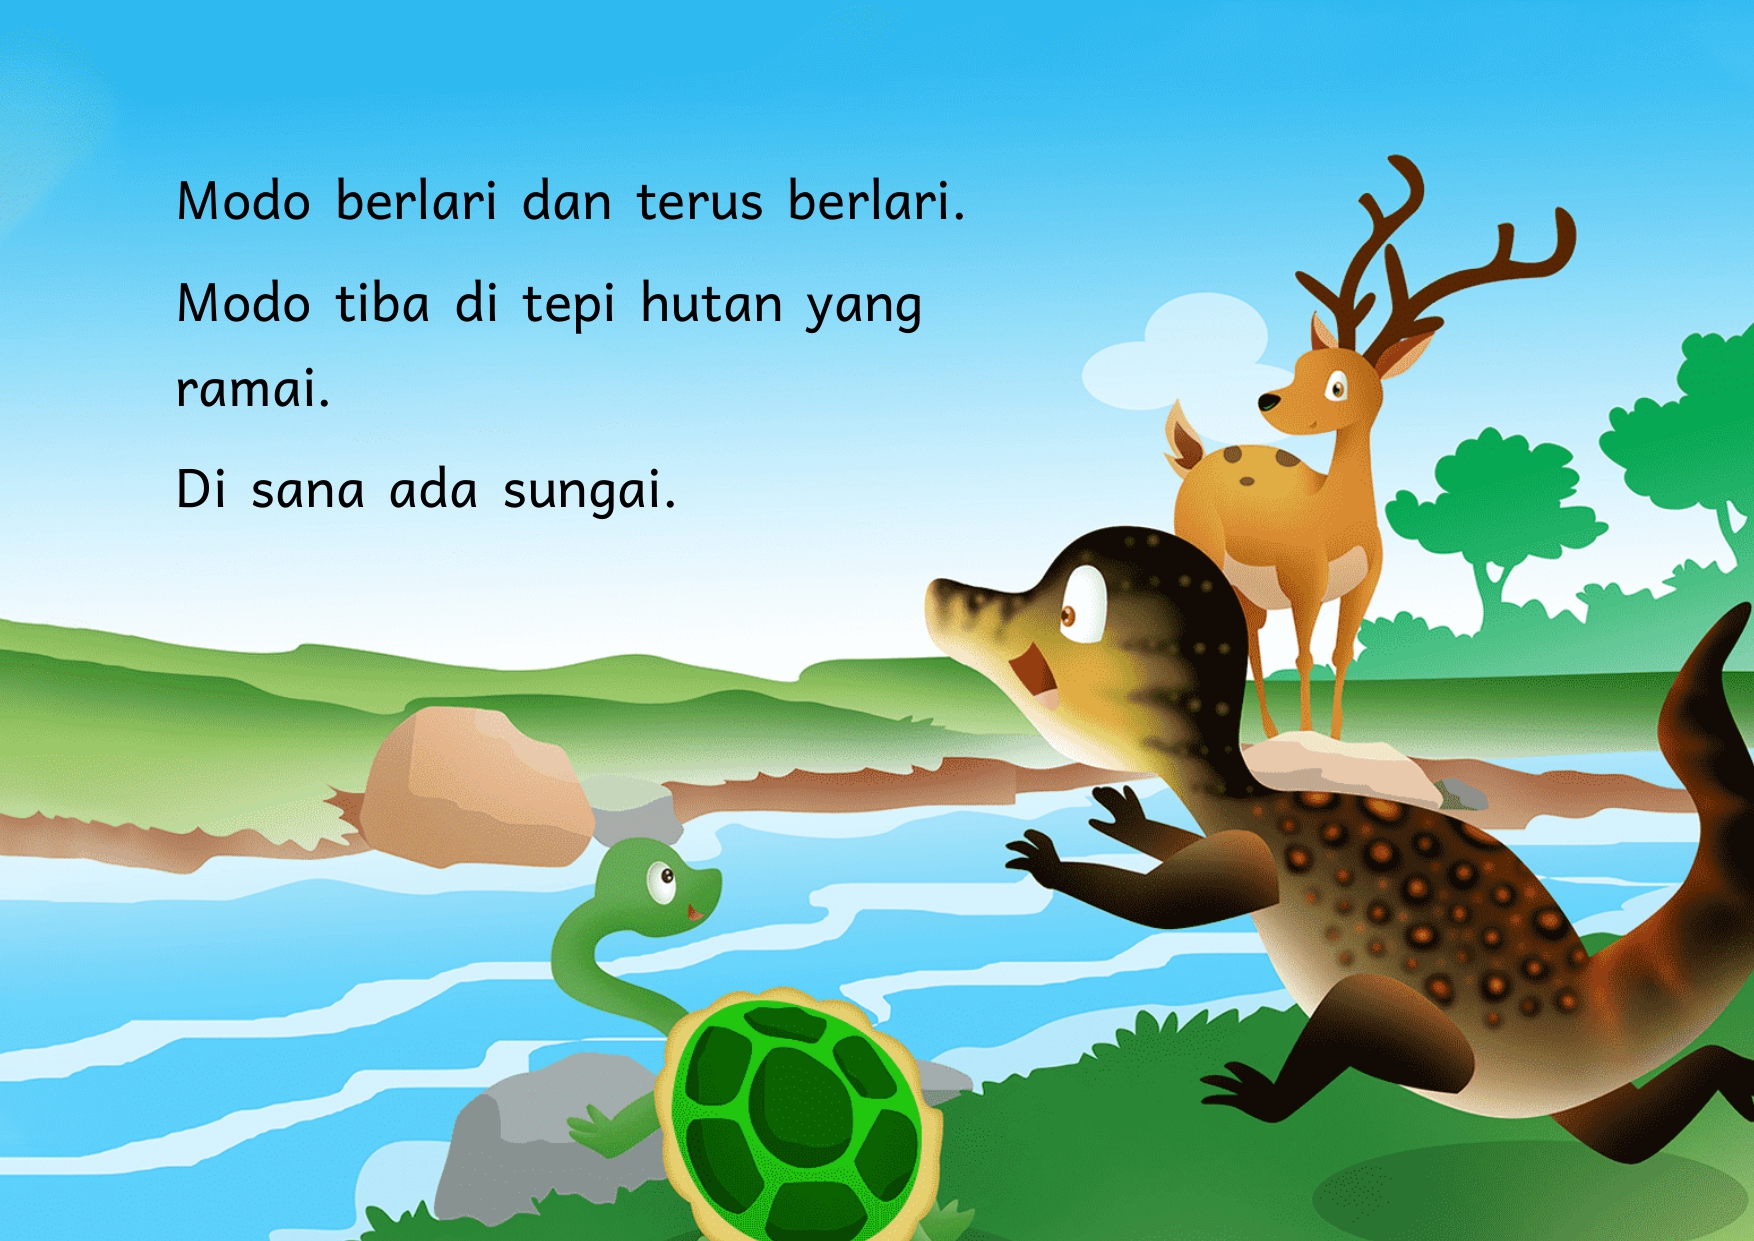 Modo berlari dan terus berlari.
Modo tiba di tepi hutan yang
ramai.
Di sana ada sungai.